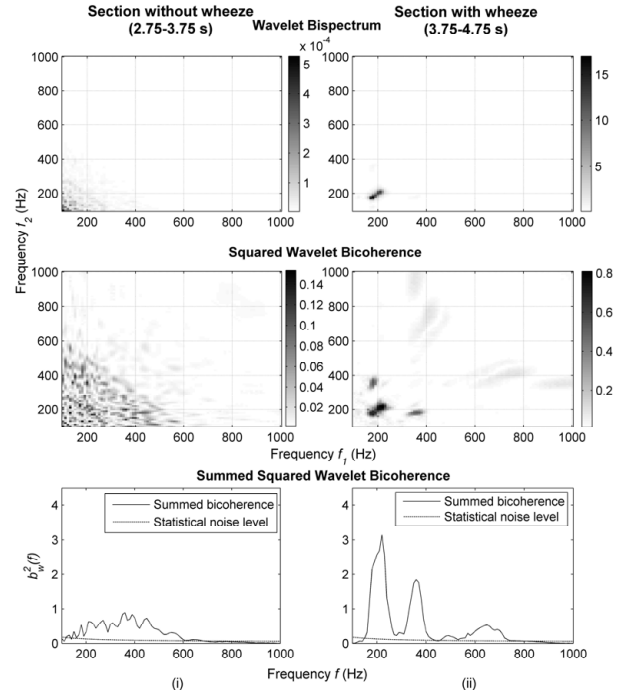 Section without wheeze
(2.75-3.75 s)
Wavelet Bispectrum
Section with wheeze
(3.75-4.75 s)
x 10⁻⁴
1000
800
600
400
200
200 400 600 800 1000
5
4
3
2
1
1000
800
600
400
200
200 400 600 800 1000
15
10
5
Frequency f₂ (Hz)
Squared Wavelet Bicoherence
1000
800
600
400
200
200 400 600 800 1000
0.14
0.12
0.1
0.08
0.06
0.04
0.02
1000
800
600
400
200
200 400 600 800 1000
0.8
0.6
0.4
0.2
Frequency f₁ (Hz)
Summed Squared Wavelet Bicoherence
b²w(f)
4
3
2
1
0
Summed bicoherence
Statistical noise level
200 400 600 800 1000
4
3
2
1
0
Summed bicoherence
Statistical noise level
200 400 600 800 1000
Frequency f (Hz)
(i)
(ii)